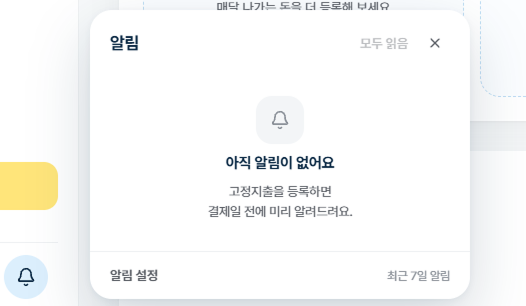 매달 나가는 돈을 더 등록해 보세요
알림
모두 읽음
아직 알림이 없어요
고정지출을 등록하면
결제일 전에 미리 알려드려요.
알림 설정
최근 7일 알림